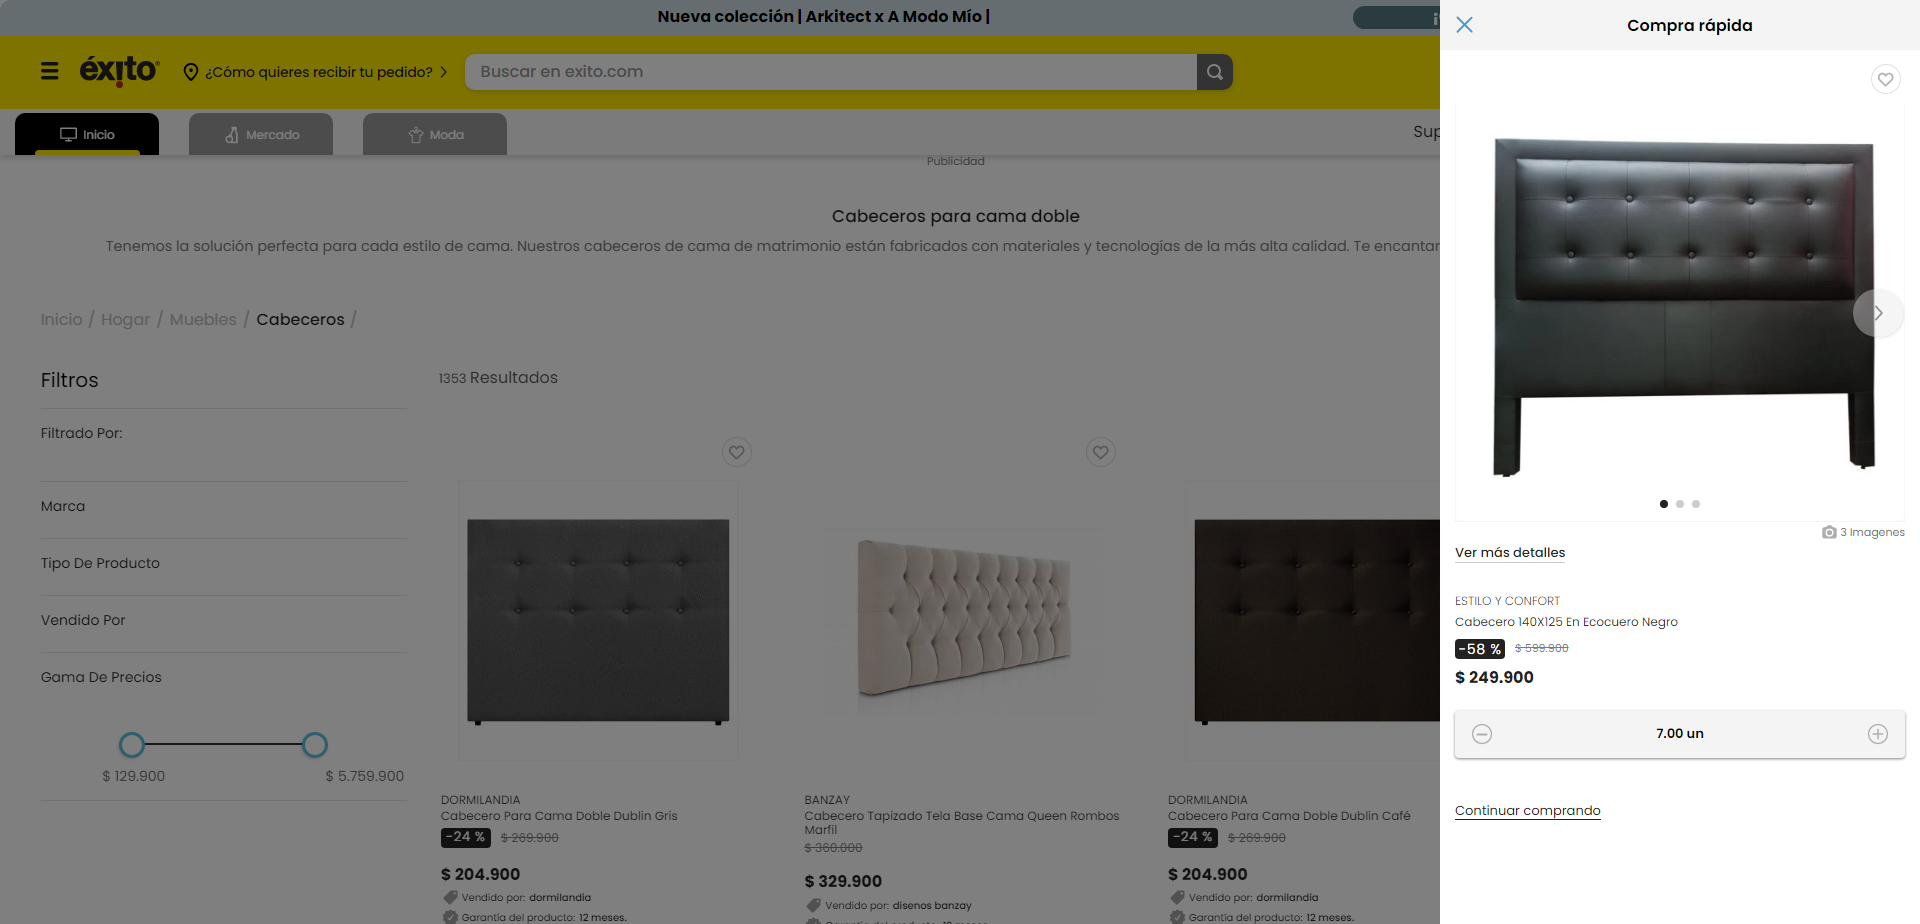 Nueva colección | Arkitect x A Modo Mío |
éxito
¿Cómo quieres recibir tu pedido?
Buscar en exito.com
Inicio
Mercado
Moda
Sup
Publicidad
Cabeceros para cama doble
Tenemos la solución perfecta para cada estilo de cama. Nuestros cabeceros de cama de matrimonio están fabricados con materiales y tecnologías de la más alta calidad. Te encantar
Inicio / Hogar / Muebles / Cabeceros /
Filtros
1353 Resultados
Filtrado Por:
Marca
Tipo De Producto
Vendido Por
Gama De Precios
$ 129.900
$ 5.759.900
DORMILANDIA
Cabecero Para Cama Doble Dublin Gris
-24 % $ 269.900
$ 204.900
Vendido por: dormilandia
Garantía del producto: 12 meses.
BANZAY
Cabecero Tapizado Tela Base Cama Queen Rombos
Marfil
$ 360.000
$ 329.900
Vendido por: disenos banzay
Garantía del producto: 12 meses.
DORMILANDIA
Cabecero Para Cama Doble Dublin Café
-24 % $ 269.900
$ 204.900
Vendido por: dormilandia
Garantía del producto: 12 meses.
Compra rápida
3 Imagenes
Ver más detalles
ESTILO Y CONFORT
Cabecero 140X125 En Ecocuero Negro
-58 % $ 599.900
$ 249.900
7.00 un
Continuar comprando